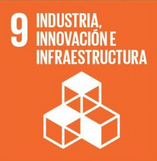 9 INDUSTRIA,
INNOVACIÓN E
INFRAESTRUCTURA